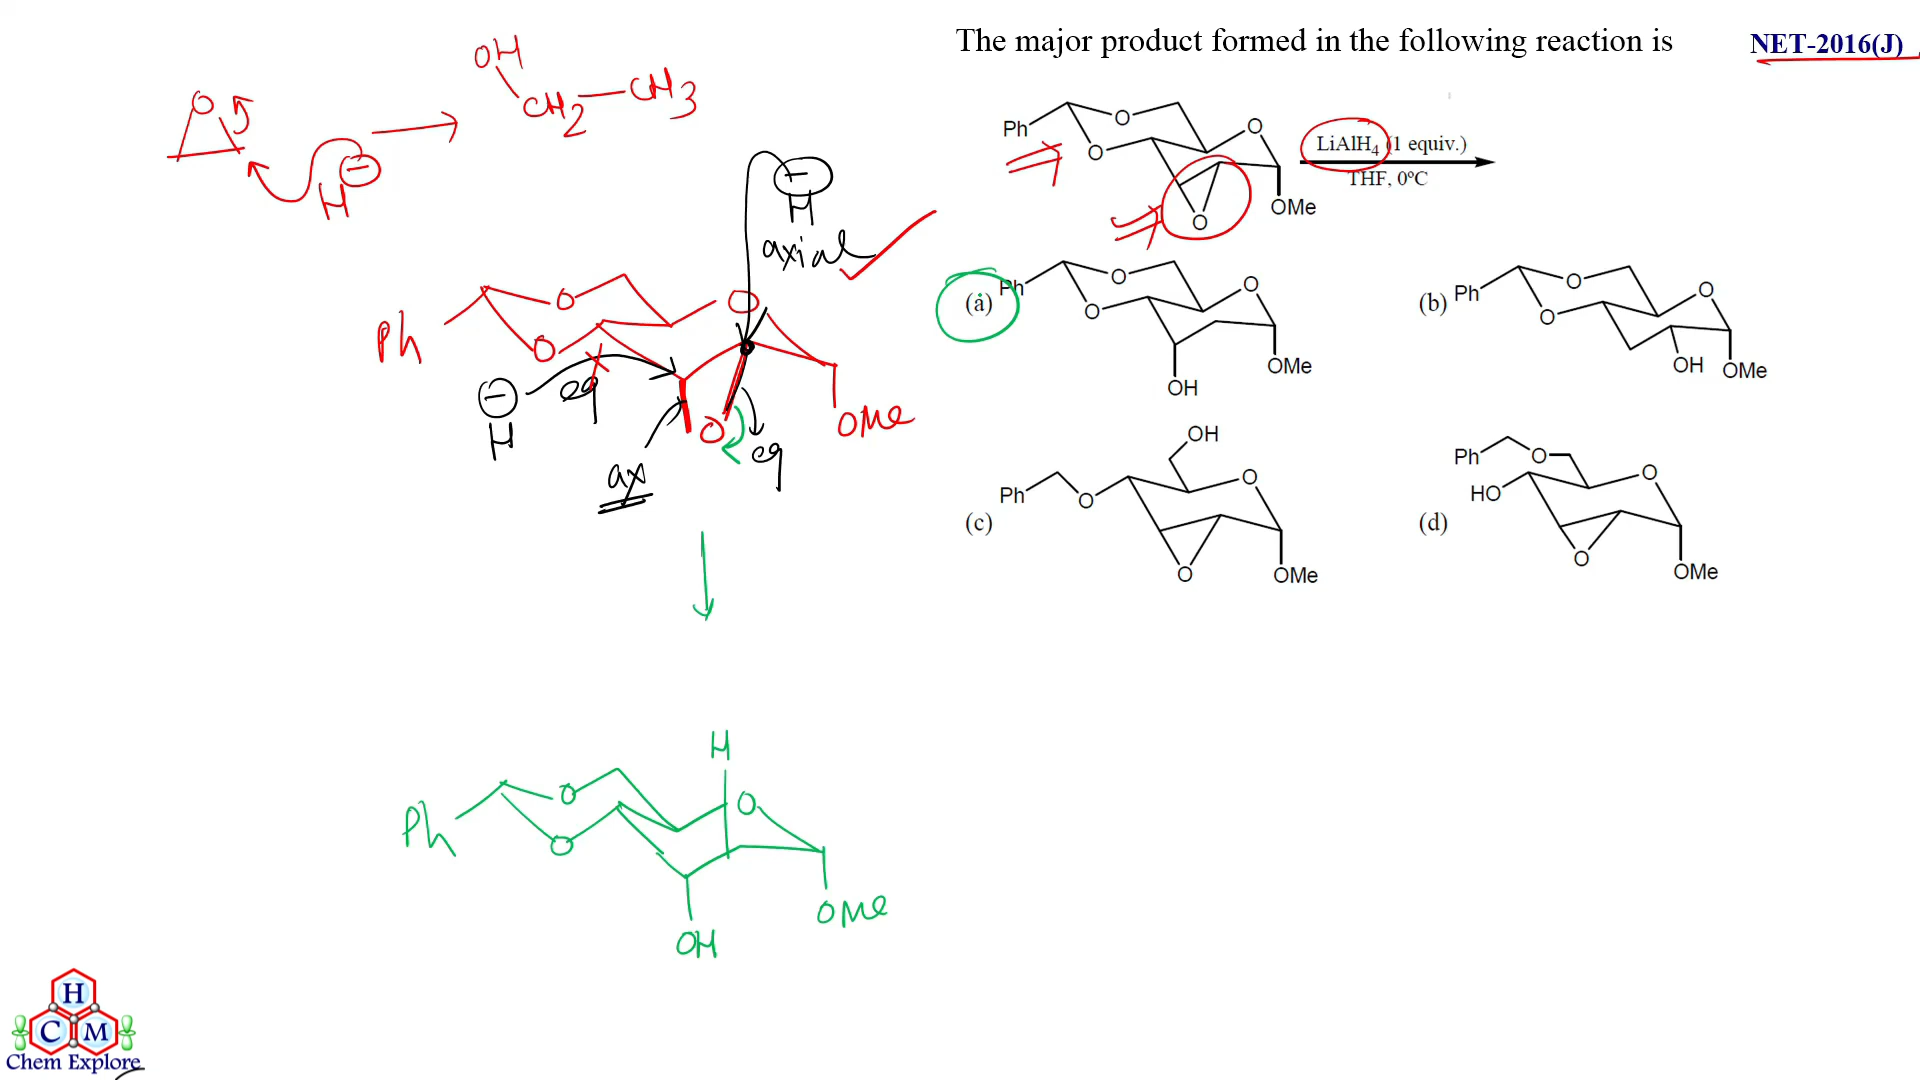 The major product formed in the following reaction is
NET-2016(J)
OH
CH2—CH3
O
H
Ph
O
O
O
O
OMe
LiAlH4 (1 equiv.)
THF, 0ºC
H
axial
Ph
O
O
O
O
OMe
H
eq
ax
eq
(a)
Ph
O
O
O
OH
OMe
(b)
Ph
O
O
O
OH
OMe
(c)
Ph
O
OH
O
O
OMe
(d)
Ph
O
HO
O
O
OMe
H
Ph
O
O
O
OH
OMe
H
C M
Chem Explore